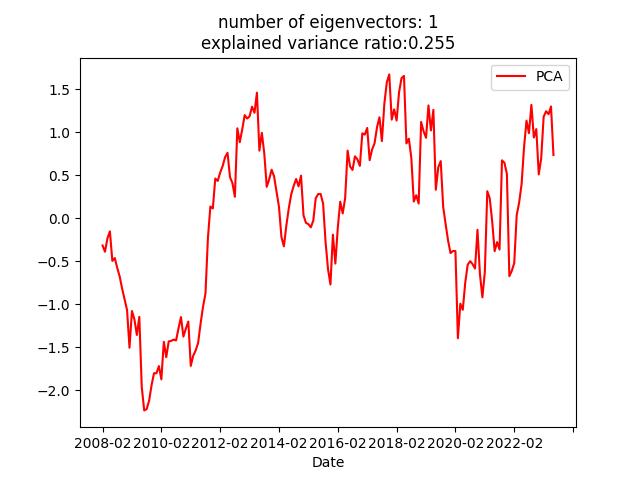 number of eigenvectors: 1
explained variance ratio:0.255
PCA
1.5
1.0
0.5
0.0
−0.5
−1.0
−1.5
−2.0
2008-02 2010-02 2012-02 2014-02 2016-02 2018-02 2020-02 2022-02
Date